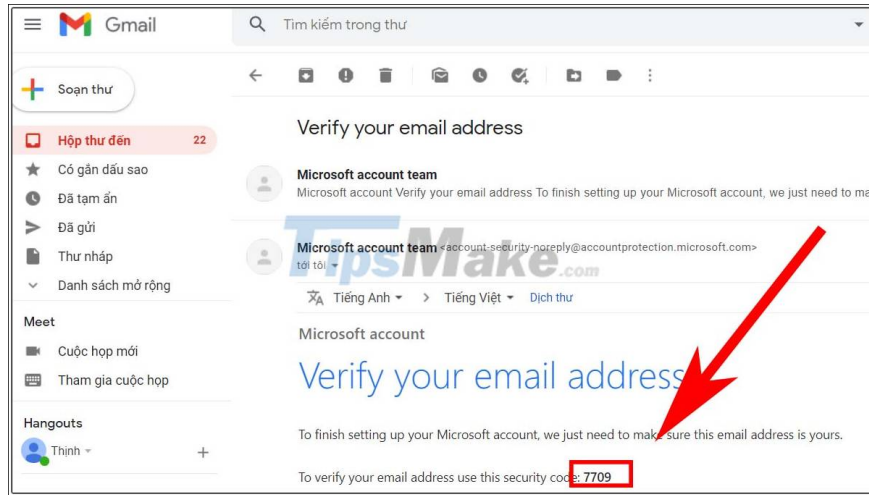 Gmail
Tìm kiếm trong thư
Soạn thư
Hộp thư đến 22
Có gắn dấu sao
Đã tạm ẩn
Đã gửi
Thư nháp
Danh sách mở rộng
Meet
Cuộc họp mới
Tham gia cuộc họp
Hangouts
Thịnh
Verify your email address
Microsoft account team
Microsoft account Verify your email address To finish setting up your Microsoft account, we just need to ma
Microsoft account team <account-security-noreply@accountprotection.microsoft.com>
tới tôi
TipsMake.com
Tiếng Anh > Tiếng Việt Dịch thư
Microsoft account
Verify your email address
To finish setting up your Microsoft account, we just need to make sure this email address is yours.
To verify your email address use this security code: 7709